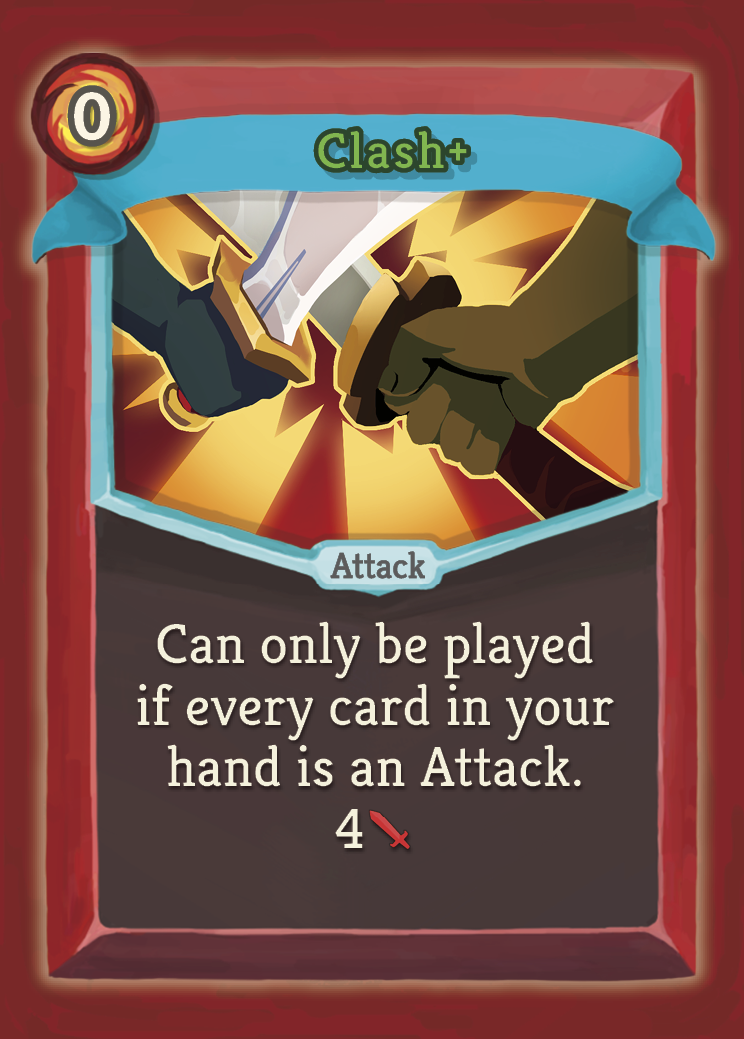 0
Clash+
Attack
Can only be played
if every card in your
hand is an Attack.
4